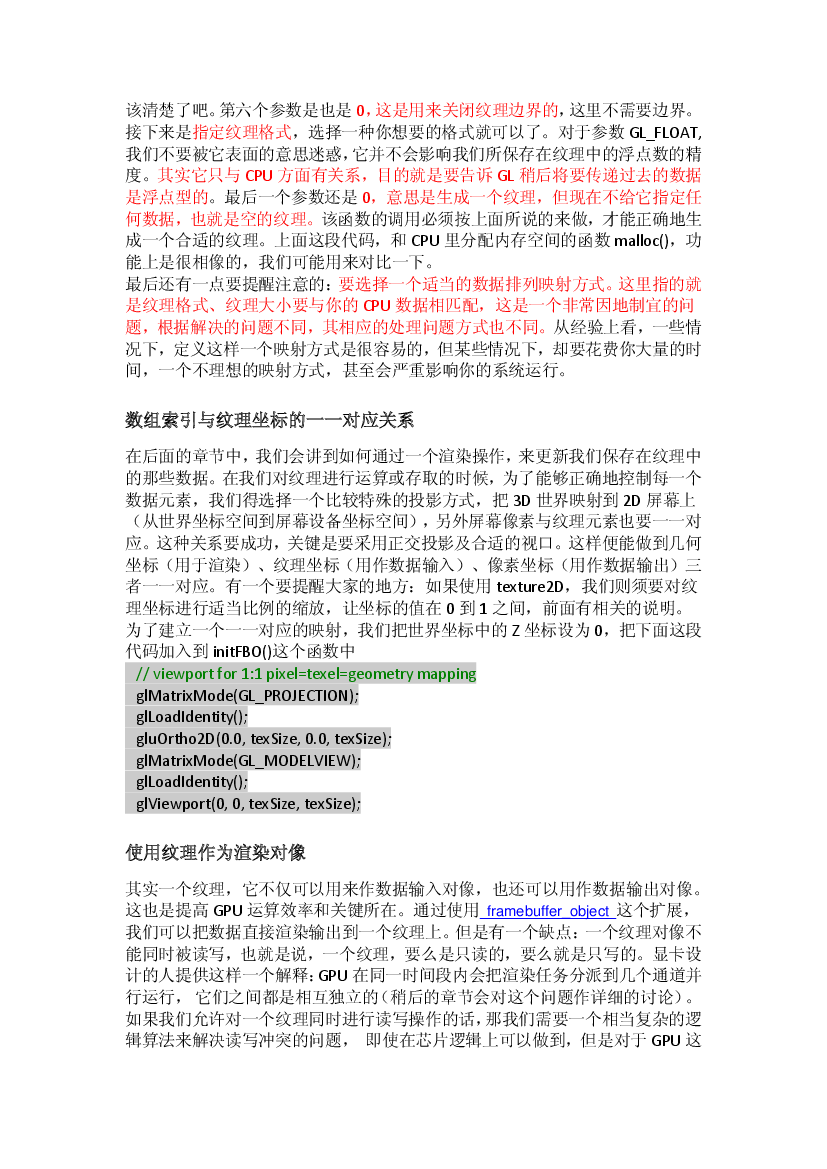 该清楚了吧。第六个参数是也是 0，这是用来关闭纹理边界的，这里不需要边界。
接下来是指定纹理格式，选择一种你想要的格式就可以了。对于参数 GL_FLOAT,
我们不要被它表面的意思迷惑，它并不会影响我们所保存在纹理中的浮点数的精
度。其实它只与 CPU 方面有关系，目的就是要告诉 GL 稍后将要传递过去的数据
是浮点型的。最后一个参数还是 0，意思是生成一个纹理，但现在不给它指定任
何数据，也就是空的纹理。该函数的调用必须按上面所说的来做，才能正确地生
成一个合适的纹理。上面这段代码，和 CPU 里分配内存空间的函数 malloc()，功
能上是很相像的，我们可能用来对比一下。
最后还有一点要提醒注意的：要选择一个适当的数据排列映射方式。这里指的就
是纹理格式、纹理大小要与你的 CPU 数据相匹配，这是一个非常因地制宜的问
题，根据解决的问题不同，其相应的处理问题方式也不同。从经验上看，一些情
况下，定义这样一个映射方式是很容易的，但某些情况下，却要花费你大量的时
间，一个不理想的映射方式，甚至会严重影响你的系统运行。
数组索引与纹理坐标的一一对应关系
在后面的章节中，我们会讲到如何通过一个渲染操作，来更新我们保存在纹理中
的那些数据。在我们对纹理进行运算或存取的时候，为了能够正确地控制每一个
数据元素，我们得选择一个比较特殊的投影方式，把 3D 世界映射到 2D 屏幕上
（从世界坐标空间到屏幕设备坐标空间），另外屏幕像素与纹理元素也要一一对
应。这种关系要成功，关键是要采用正交投影及合适的视口。这样便能做到几何
坐标（用于渲染）、纹理坐标（用作数据输入）、像素坐标（用作数据输出）三
者一一对应。有一个要提醒大家的地方：如果使用 texture2D，我们则须要对纹
理坐标进行适当比例的缩放，让坐标的值在 0 到 1 之间，前面有相关的说明。
为了建立一个一一对应的映射，我们把世界坐标中的 Z 坐标设为 0，把下面这段
代码加入到 initFBO()这个函数中
// viewport for 1:1 pixel=texel=geometry mapping
glMatrixMode(GL_PROJECTION);
glLoadIdentity();
gluOrtho2D(0.0, texSize, 0.0, texSize);
glMatrixMode(GL_MODELVIEW);
glLoadIdentity();
glViewport(0, 0, texSize, texSize);
使用纹理作为渲染对像
其实一个纹理，它不仅可以用来作数据输入对像，也还可以用作数据输出对像。
这也是提高 GPU 运算效率和关键所在。通过使用 framebuffer_object 这个扩展，
我们可以把数据直接渲染输出到一个纹理上。但是有一个缺点：一个纹理对像不
能同时被读写，也就是说，一个纹理，要么是只读的，要么就是只写的。显卡设
计的人提供这样一个解释：GPU 在同一时间段内会把渲染任务分派到几个通道并
行运行， 它们之间都是相互独立的（稍后的章节会对这个问题作详细的讨论）。
如果我们允许对一个纹理同时进行读写操作的话，那我们需要一个相当复杂的逻
辑算法来解决读写冲突的问题， 即使在芯片逻辑上可以做到，但是对于 GPU 这